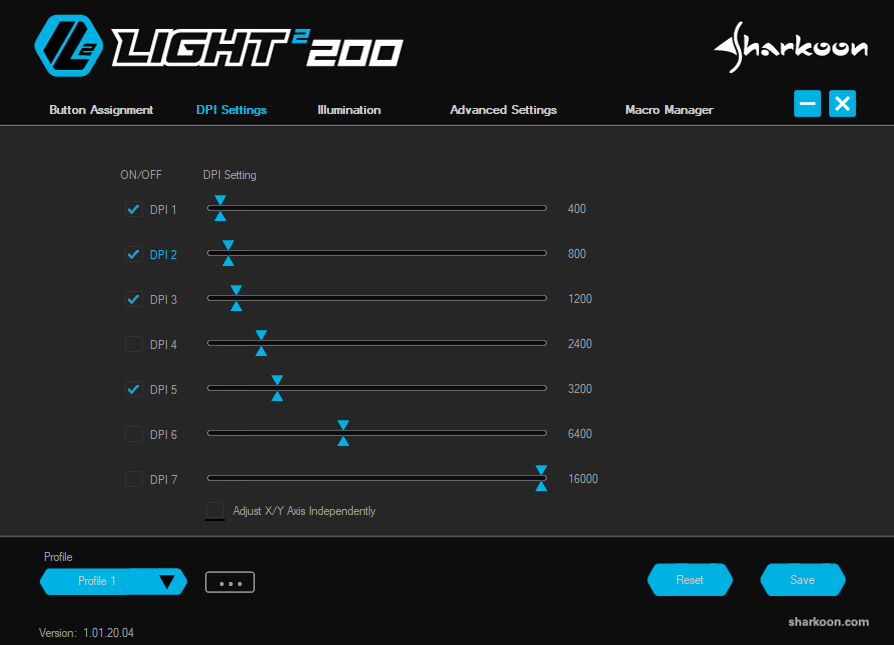 LIGHT² 200
Sharkoon
Button Assignment DPI Settings Illumination Advanced Settings Macro Manager
ON/OFF DPI Setting
DPI 1 400
DPI 2 800
DPI 3 1200
DPI 4 2400
DPI 5 3200
DPI 6 6400
DPI 7 16000
Adjust X/Y Axis Independently
Profile
Profile 1 ... Reset Save
sharkoon.com
Version: 1.01.20.04